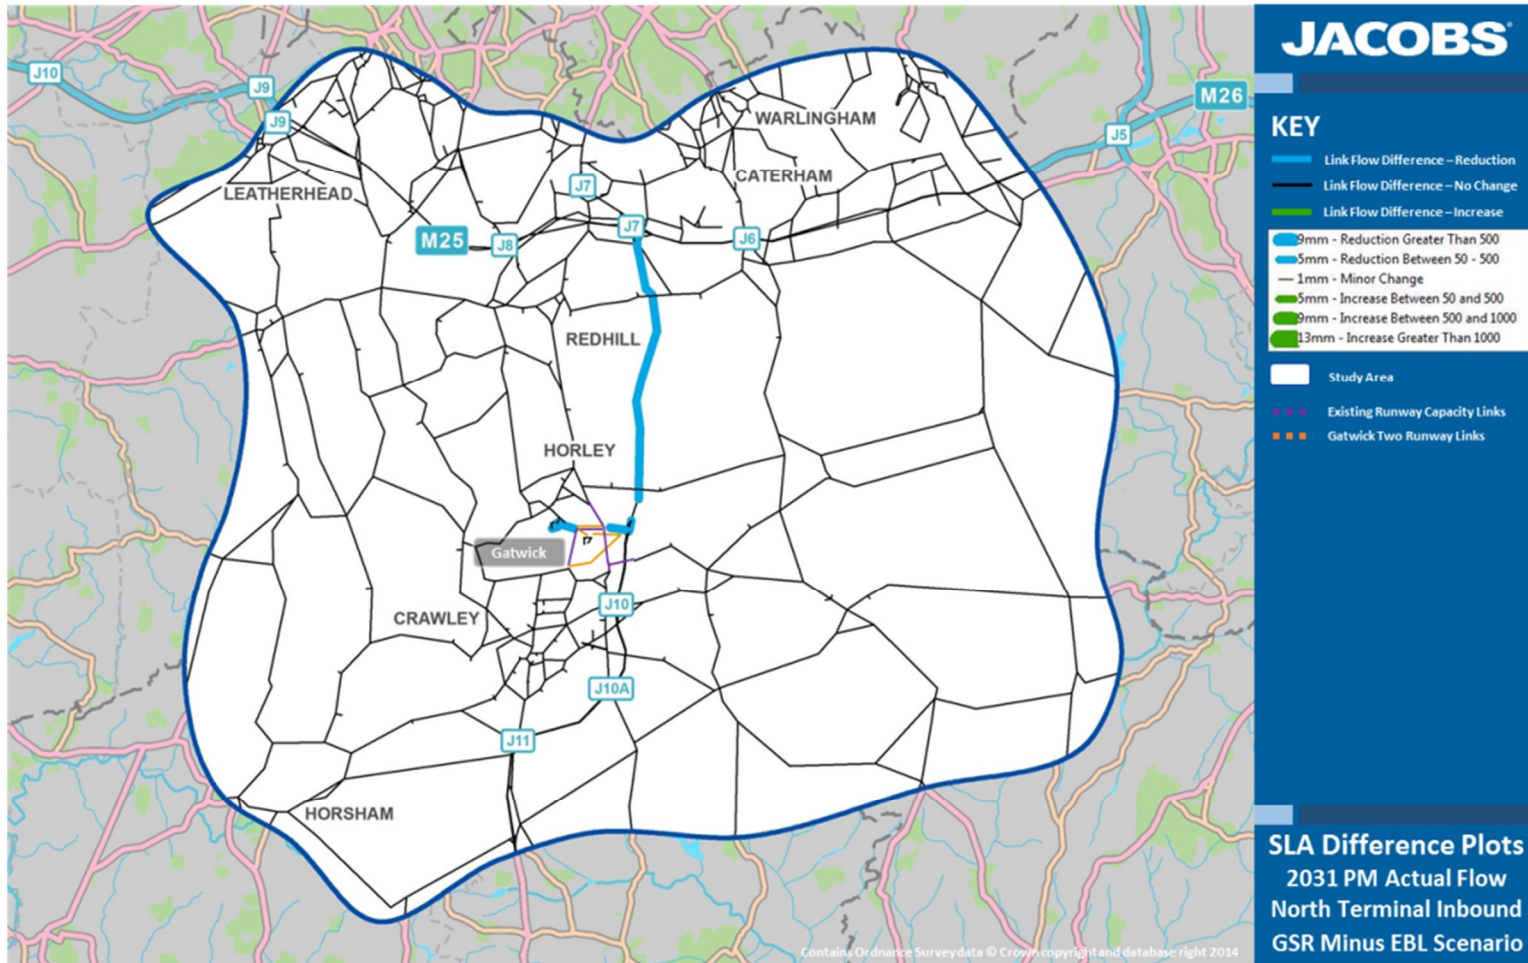 J10
J9
J9
WARLINGHAM
M26
J5
LEATHERHEAD
J7
CATERHAM
M25
J8
J7
J6
REDHILL
HORLEY
Gatwick
CRAWLEY
J10
J10A
J11
HORSHAM
Contains Ordnance Survey data © Crown copyright and database right 2014
JACOBS
KEY
Link Flow Difference – Reduction
Link Flow Difference – No Change
Link Flow Difference – Increase
9mm - Reduction Greater Than 500
5mm - Reduction Between 50 - 500
1mm - Minor Change
5mm - Increase Between 50 and 500
9mm - Increase Between 500 and 1000
13mm - Increase Greater Than 1000
Study Area
Existing Runway Capacity Links
Gatwick Two Runway Links
SLA Difference Plots
2031 PM Actual Flow
North Terminal Inbound
GSR Minus EBL Scenario